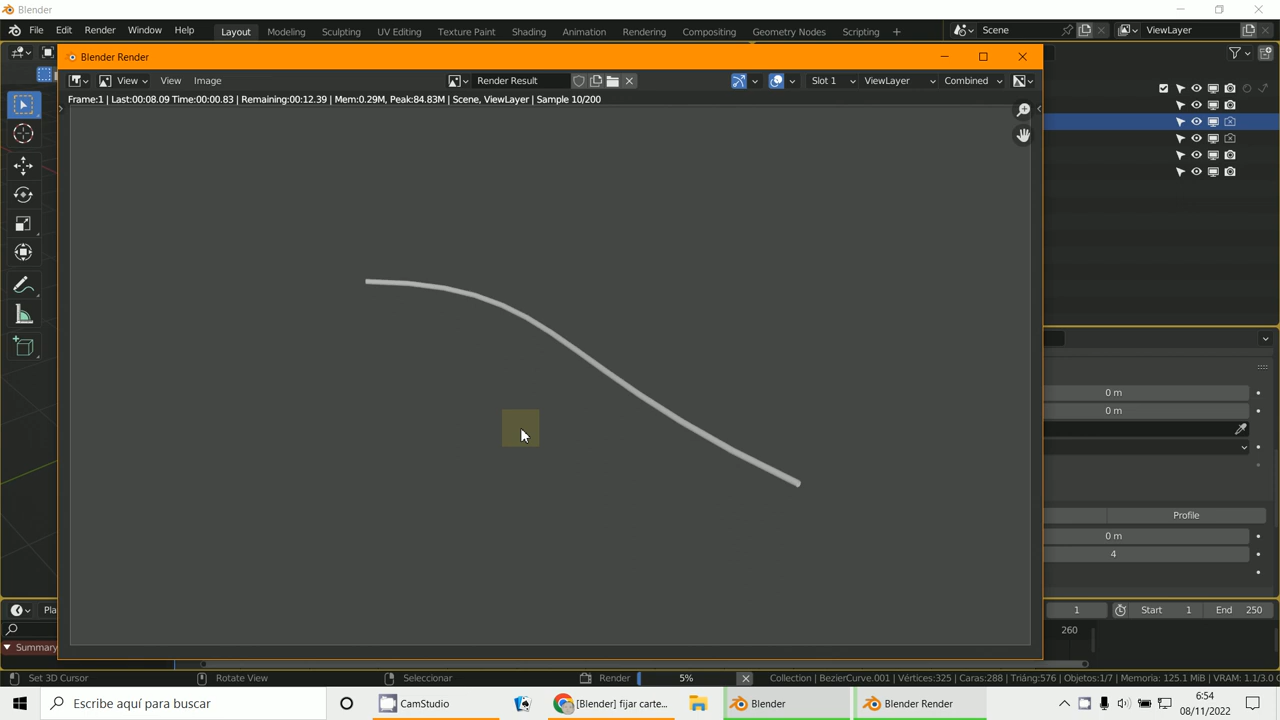 Blender
File Edit Render Window Help Layout Modeling Sculpting UV Editing Texture Paint Shading Animation Rendering Compositing Geometry Nodes Scripting + Scene ViewLayer
Blender Render
View View Image Render Result Slot 1 ViewLayer Combined
Frame:1 | Last:00:08.09 Time:00:00.83 | Remaining:00:12.39 | Mem:0.29M, Peak:84.83M | Scene, ViewLayer | Sample 10/200
0 m
0 m
Profile
0 m
4
Pla 1 Start 1 End 250
260
Summary
Set 3D Cursor Rotate View Seleccionar Render 5% Collection | BezierCurve.001 | Vértices:325 | Caras:288 | Triáng:576 | Objetos:1/7 | Memoria: 125.1 MiB | VRAM: 1.1/3.0
Escribe aquí para buscar CamStudio [Blender] fijar carte... Blender Blender Render 6:54
08/11/2022